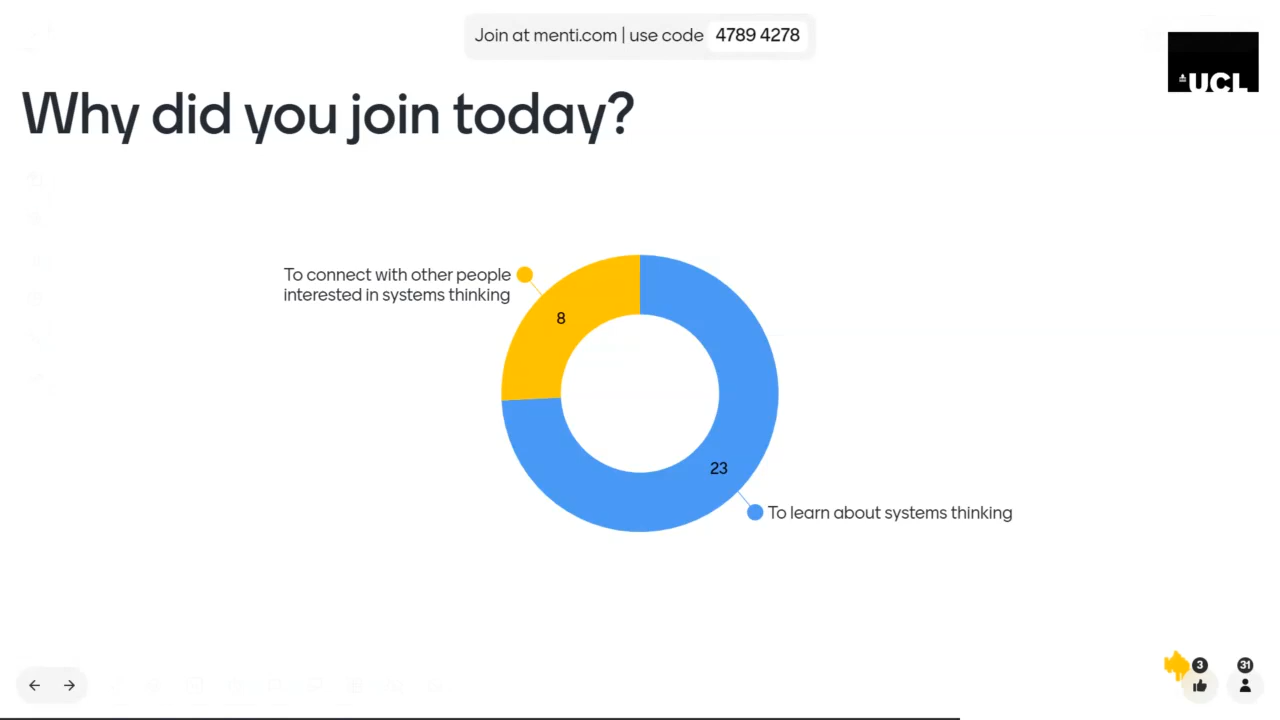 Join at menti.com | use code 4789 4278
UCL
Why did you join today?
To connect with other people
interested in systems thinking
8
23
To learn about systems thinking
3
31